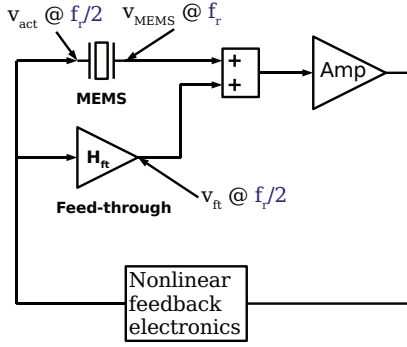 v_act @ f_r/2
v_MEMS @ f_r
MEMS
+
+
Amp
H_ft
v_ft @ f_r/2
Feed-through
Nonlinear
feedback
electronics